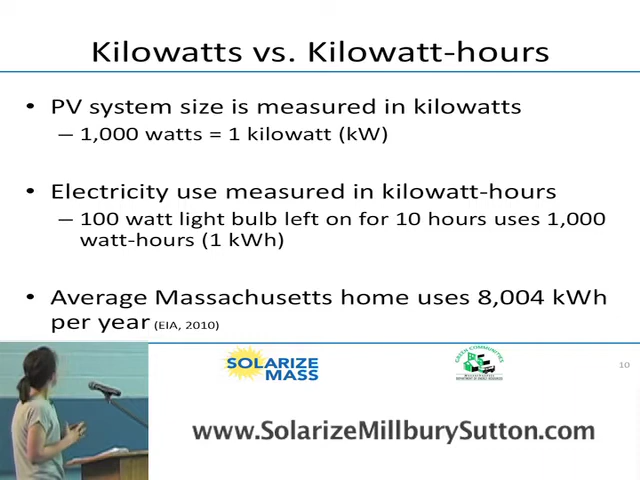 Kilowatts vs. Kilowatt-hours
• PV system size is measured in kilowatts
– 1,000 watts = 1 kilowatt (kW)
• Electricity use measured in kilowatt-hours
– 100 watt light bulb left on for 10 hours uses 1,000
watt-hours (1 kWh)
• Average Massachusetts home uses 8,004 kWh
per year (EIA, 2010)
SOLARIZE
MASS
GREEN COMMUNITIES
10
www.SolarizeMillburySutton.com